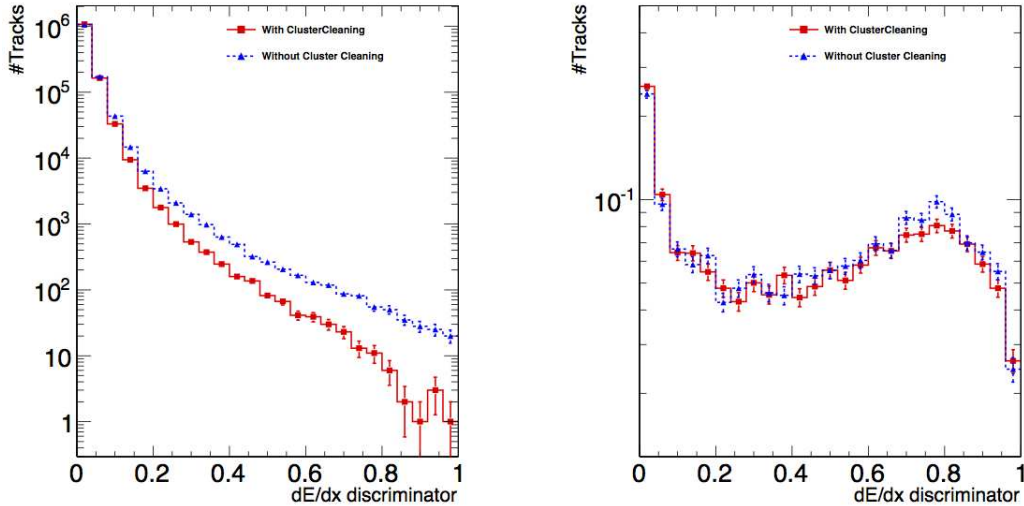 #Tracks
10^6
10^5
10^4
10^3
10^2
10
1
With ClusterCleaning
Without Cluster Cleaning
0 0.2 0.4 0.6 0.8 1
dE/dx discriminator
#Tracks
10^-1
With ClusterCleaning
Without Cluster Cleaning
0 0.2 0.4 0.6 0.8 1
dE/dx discriminator